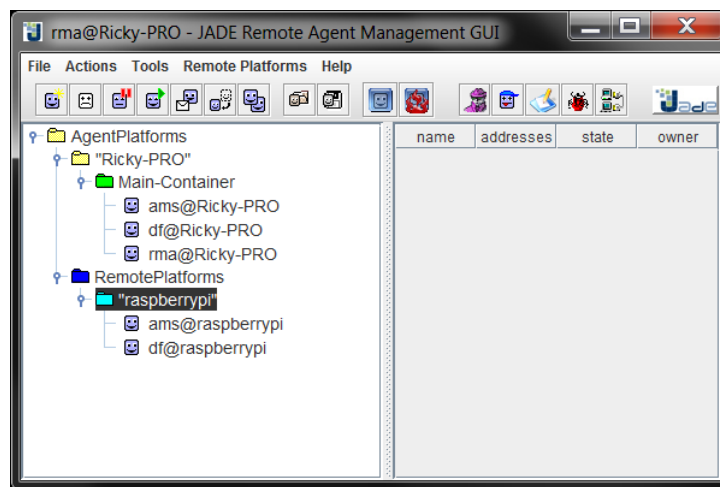 rma@Ricky-PRO - JADE Remote Agent Management GUI
File Actions Tools Remote Platforms Help
Jade
AgentPlatforms
"Ricky-PRO"
Main-Container
ams@Ricky-PRO
df@Ricky-PRO
rma@Ricky-PRO
RemotePlatforms
"raspberrypi"
ams@raspberrypi
df@raspberrypi
name addresses state owner